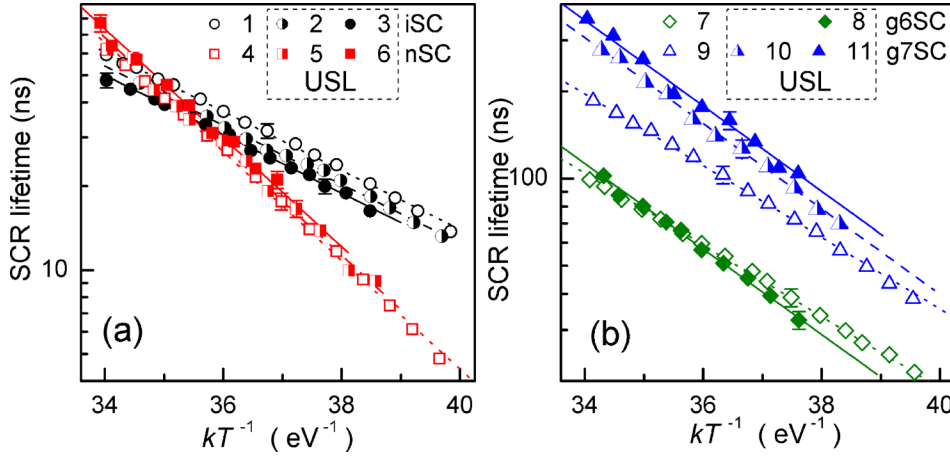 1 2 3 iSC
4 5 6 nSC
USL
SCR lifetime (ns)
10
(a)
34 36 38 40
kT⁻¹ ( eV⁻¹ )
7 8 g6SC
9 10 11 g7SC
USL
SCR lifetime (ns)
100
(b)
34 36 38 40
kT⁻¹ ( eV⁻¹ )